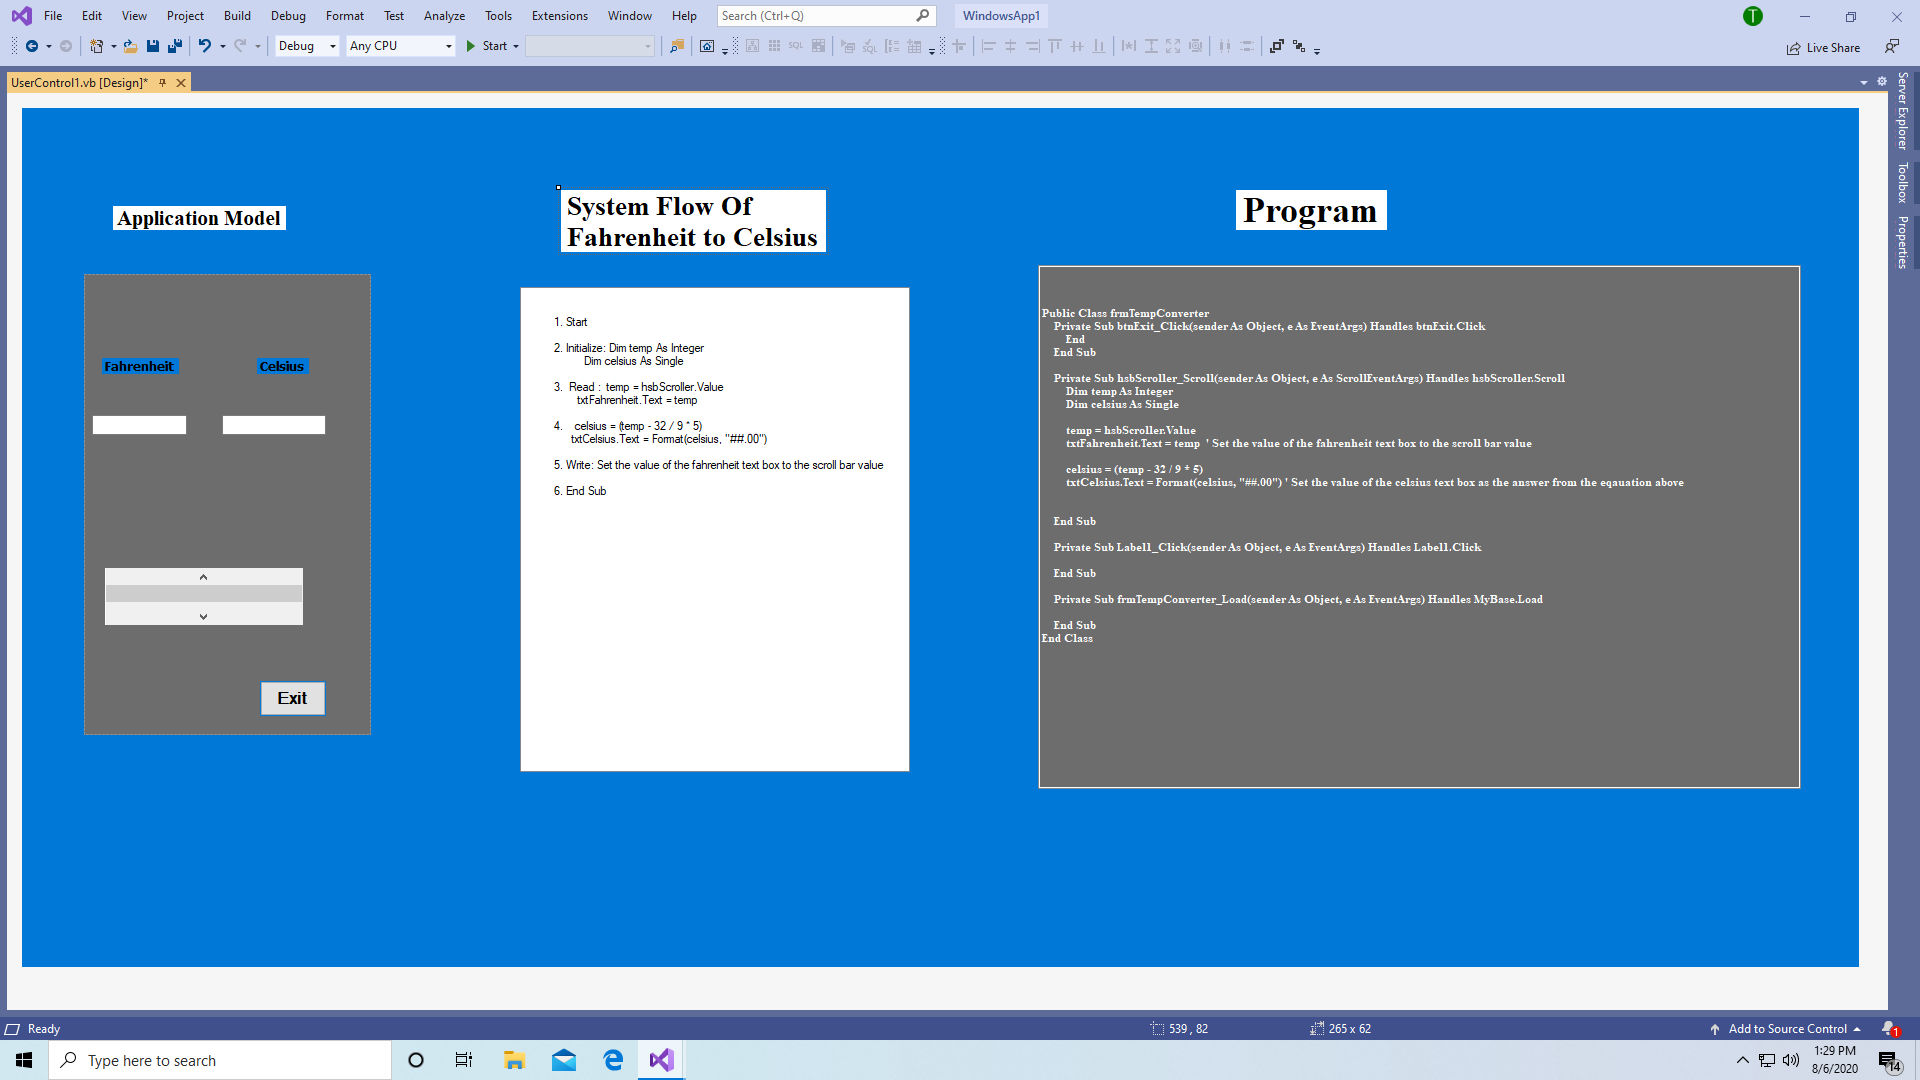 File Edit View Project Build Debug Format Test Analyze Tools Extensions Window Help Search (Ctrl+Q) WindowsApp1 T
Debug Any CPU Start SQL SQL Live Share
UserControl1.vb [Design]*
Server Explorer
Toolbox
Properties
Application Model
Fahrenheit Celsius
Exit
System Flow Of
Fahrenheit to Celsius
1. Start
2. Initialize: Dim temp As Integer
Dim celsius As Single
3. Read : temp = hsbScroller.Value
txtFahrenheit.Text = temp
4. celsius = (temp - 32 / 9 * 5)
txtCelsius.Text = Format(celsius, "##.00")
5. Write: Set the value of the fahrenheit text box to the scroll bar value
6. End Sub
Program
Public Class frmTempConverter
Private Sub btnExit_Click(sender As Object, e As EventArgs) Handles btnExit.Click
End
End Sub
Private Sub hsbScroller_Scroll(sender As Object, e As ScrollEventArgs) Handles hsbScroller.Scroll
Dim temp As Integer
Dim celsius As Single
temp = hsbScroller.Value
txtFahrenheit.Text = temp ' Set the value of the fahrenheit text box to the scroll bar value
celsius = (temp - 32 / 9 * 5)
txtCelsius.Text = Format(celsius, "##.00") ' Set the value of the celsius text box as the answer from the eqauation above
End Sub
Private Sub Label1_Click(sender As Object, e As EventArgs) Handles Label1.Click
End Sub
Private Sub frmTempConverter_Load(sender As Object, e As EventArgs) Handles MyBase.Load
End Sub
End Class
Ready 539 , 82 265 x 62 Add to Source Control 1
Type here to search 1:29 PM
8/6/2020 14